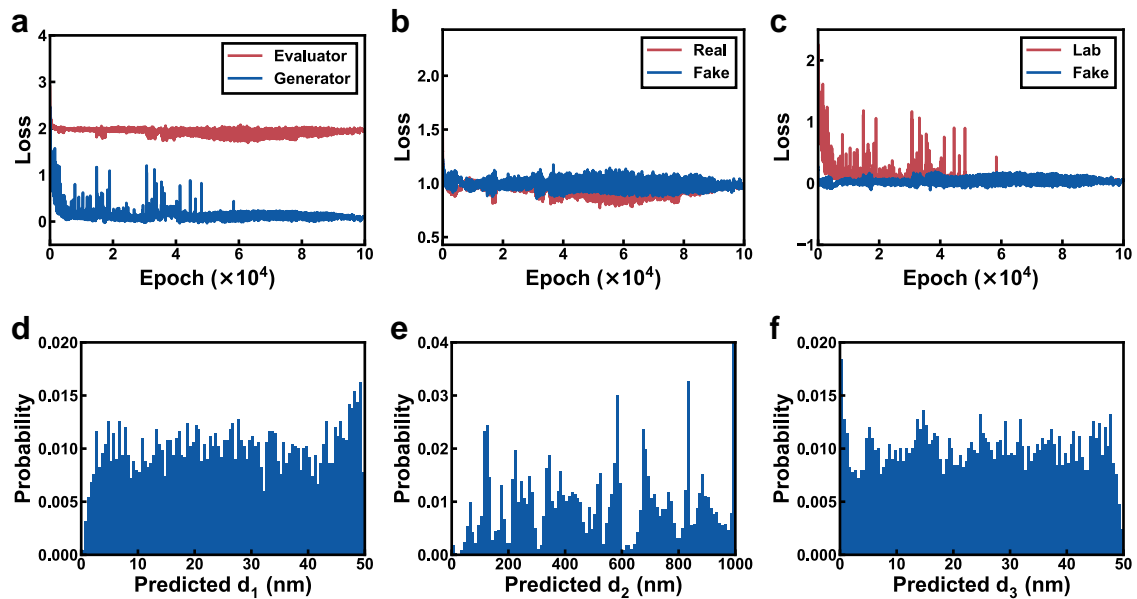 a
4
3
2
1
0
Loss
Evaluator
Generator
0 2 4 6 8 10
Epoch (×10⁴)
b
2.0
1.5
1.0
0.5
Loss
Real
Fake
0 2 4 6 8 10
Epoch (×10⁴)
c
2
1
0
−1
Loss
Lab
Fake
0 2 4 6 8 10
Epoch (×10⁴)
d
0.020
0.015
0.010
0.005
0.000
Probability
0 10 20 30 40 50
Predicted d₁ (nm)
e
0.04
0.03
0.02
0.01
0.00
Probability
0 200 400 600 800 1000
Predicted d₂ (nm)
f
0.020
0.015
0.010
0.005
0.000
Probability
0 10 20 30 40 50
Predicted d₃ (nm)